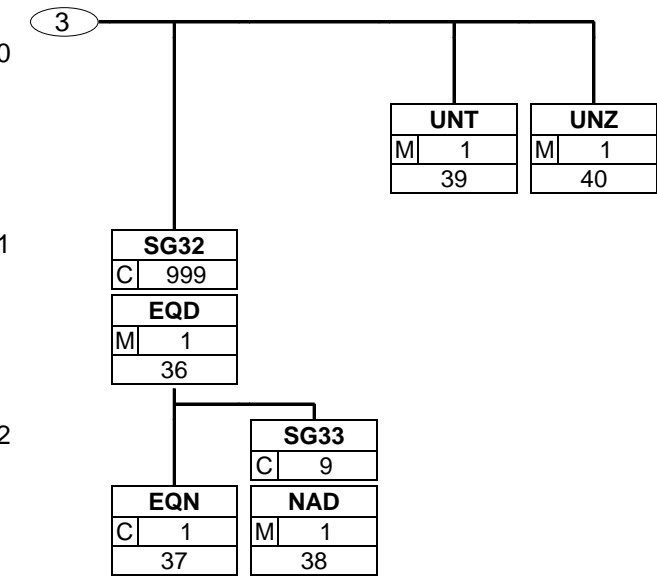 3
0
UNT UNZ
M 1 M 1
39 40
1
SG32
C 999
EQD
M 1
36
2
SG33
C 9
EQN NAD
C 1 M 1
37 38